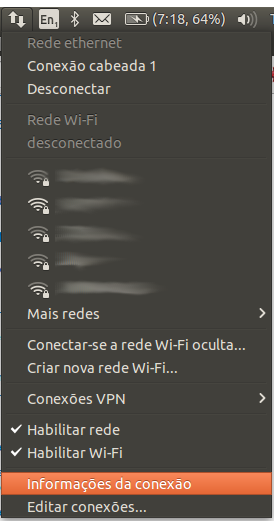 En1 (7:18, 64%)
Rede ethernet
Conexão cabeada 1
Desconectar
Rede Wi-Fi
desconectado
Mais redes
Conectar-se a rede Wi-Fi oculta...
Criar nova rede Wi-Fi...
Conexões VPN
Habilitar rede
Habilitar Wi-Fi
Informações da conexão
Editar conexões...